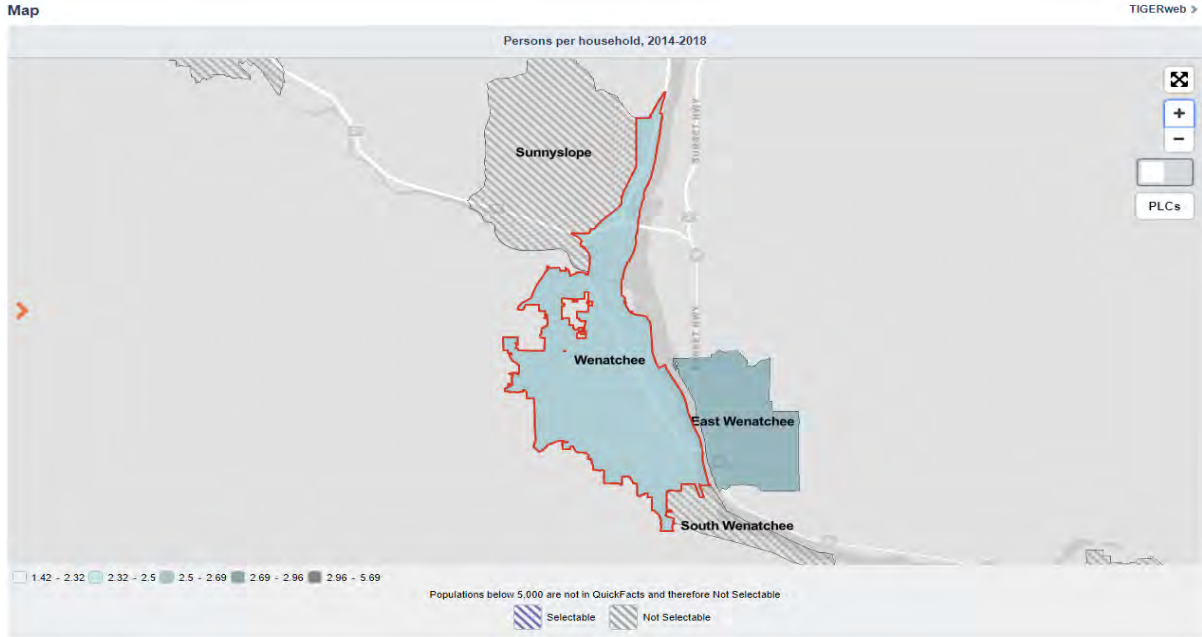 Map
TIGERweb >
Persons per household, 2014-2018
Sunnyslope
SUNSET HWY
PLCs
Wenatchee
East Wenatchee
South Wenatchee
1.42 - 2.32 2.32 - 2.5 2.5 - 2.69 2.69 - 2.96 2.96 - 5.69
Populations below 5,000 are not in QuickFacts and therefore Not Selectable
Selectable Not Selectable